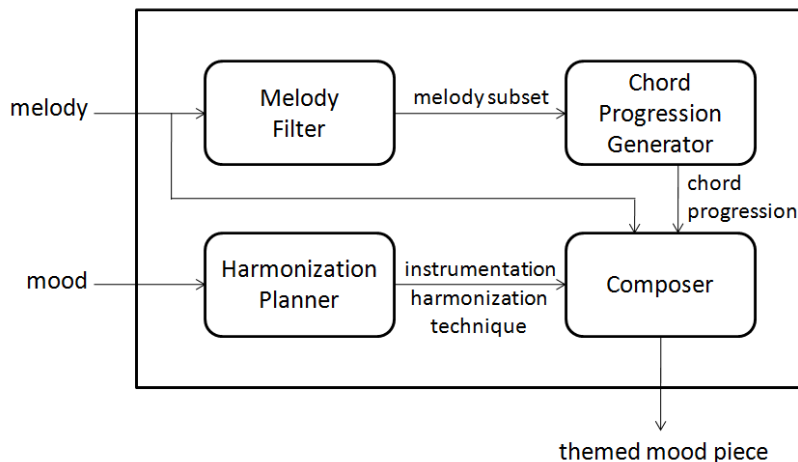 melody
Melody
Filter
melody subset
Chord
Progression
Generator
chord
progression
mood
Harmonization
Planner
instrumentation
harmonization
technique
Composer
themed mood piece